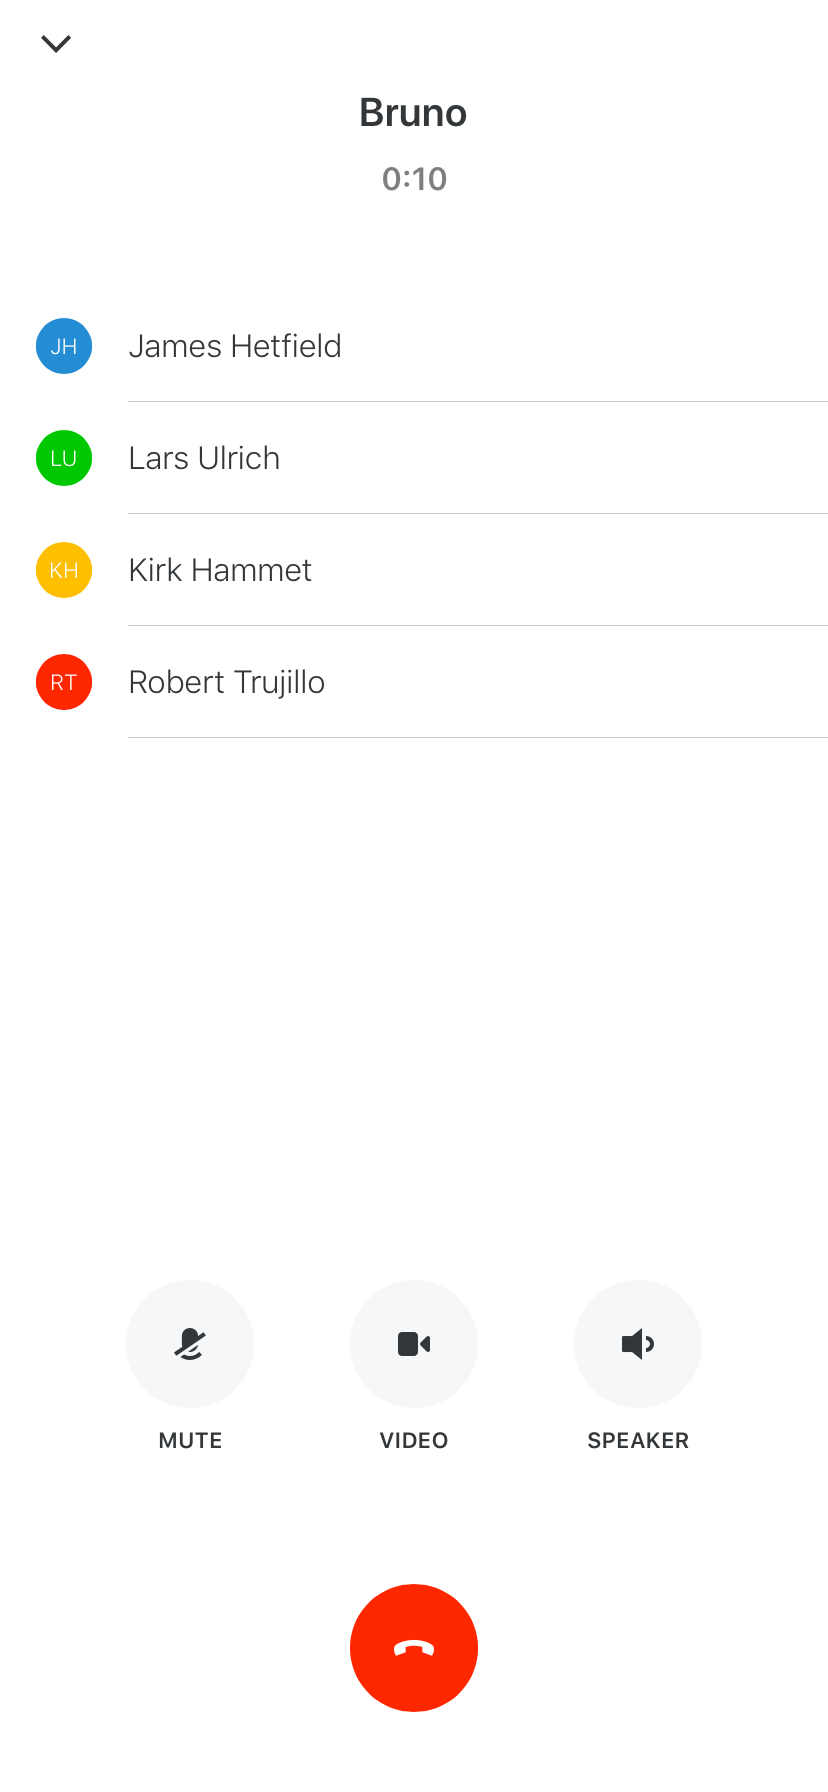 Bruno
0:10
JH
James Hetfield
LU
Lars Ulrich
KH
Kirk Hammet
RT
Robert Trujillo
MUTE
VIDEO
SPEAKER